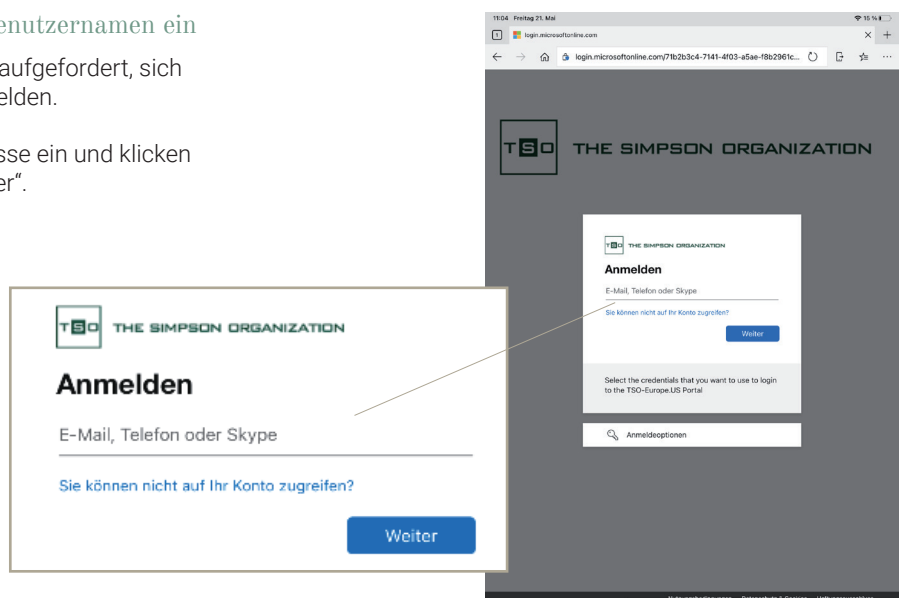 enutzernamen ein
aufgefordert, sich
elden.
sse ein und klicken
er“.
TSO THE SIMPSON ORGANIZATION
Anmelden
E-Mail, Telefon oder Skype
Sie können nicht auf Ihr Konto zugreifen?
Weiter
11:04 Freitag 21. Mai 15 %
1 login.microsoftonline.com
login.microsoftonline.com/71b2b3c4-7141-4f03-a5ae-f8b2961c...
TSO THE SIMPSON ORGANIZATION
TSO THE SIMPSON ORGANIZATION
Anmelden
E-Mail, Telefon oder Skype
Sie können nicht auf Ihr Konto zugreifen?
Weiter
Select the credentials that you want to use to login
to the TSO-Europe.US Portal
Anmeldeoptionen